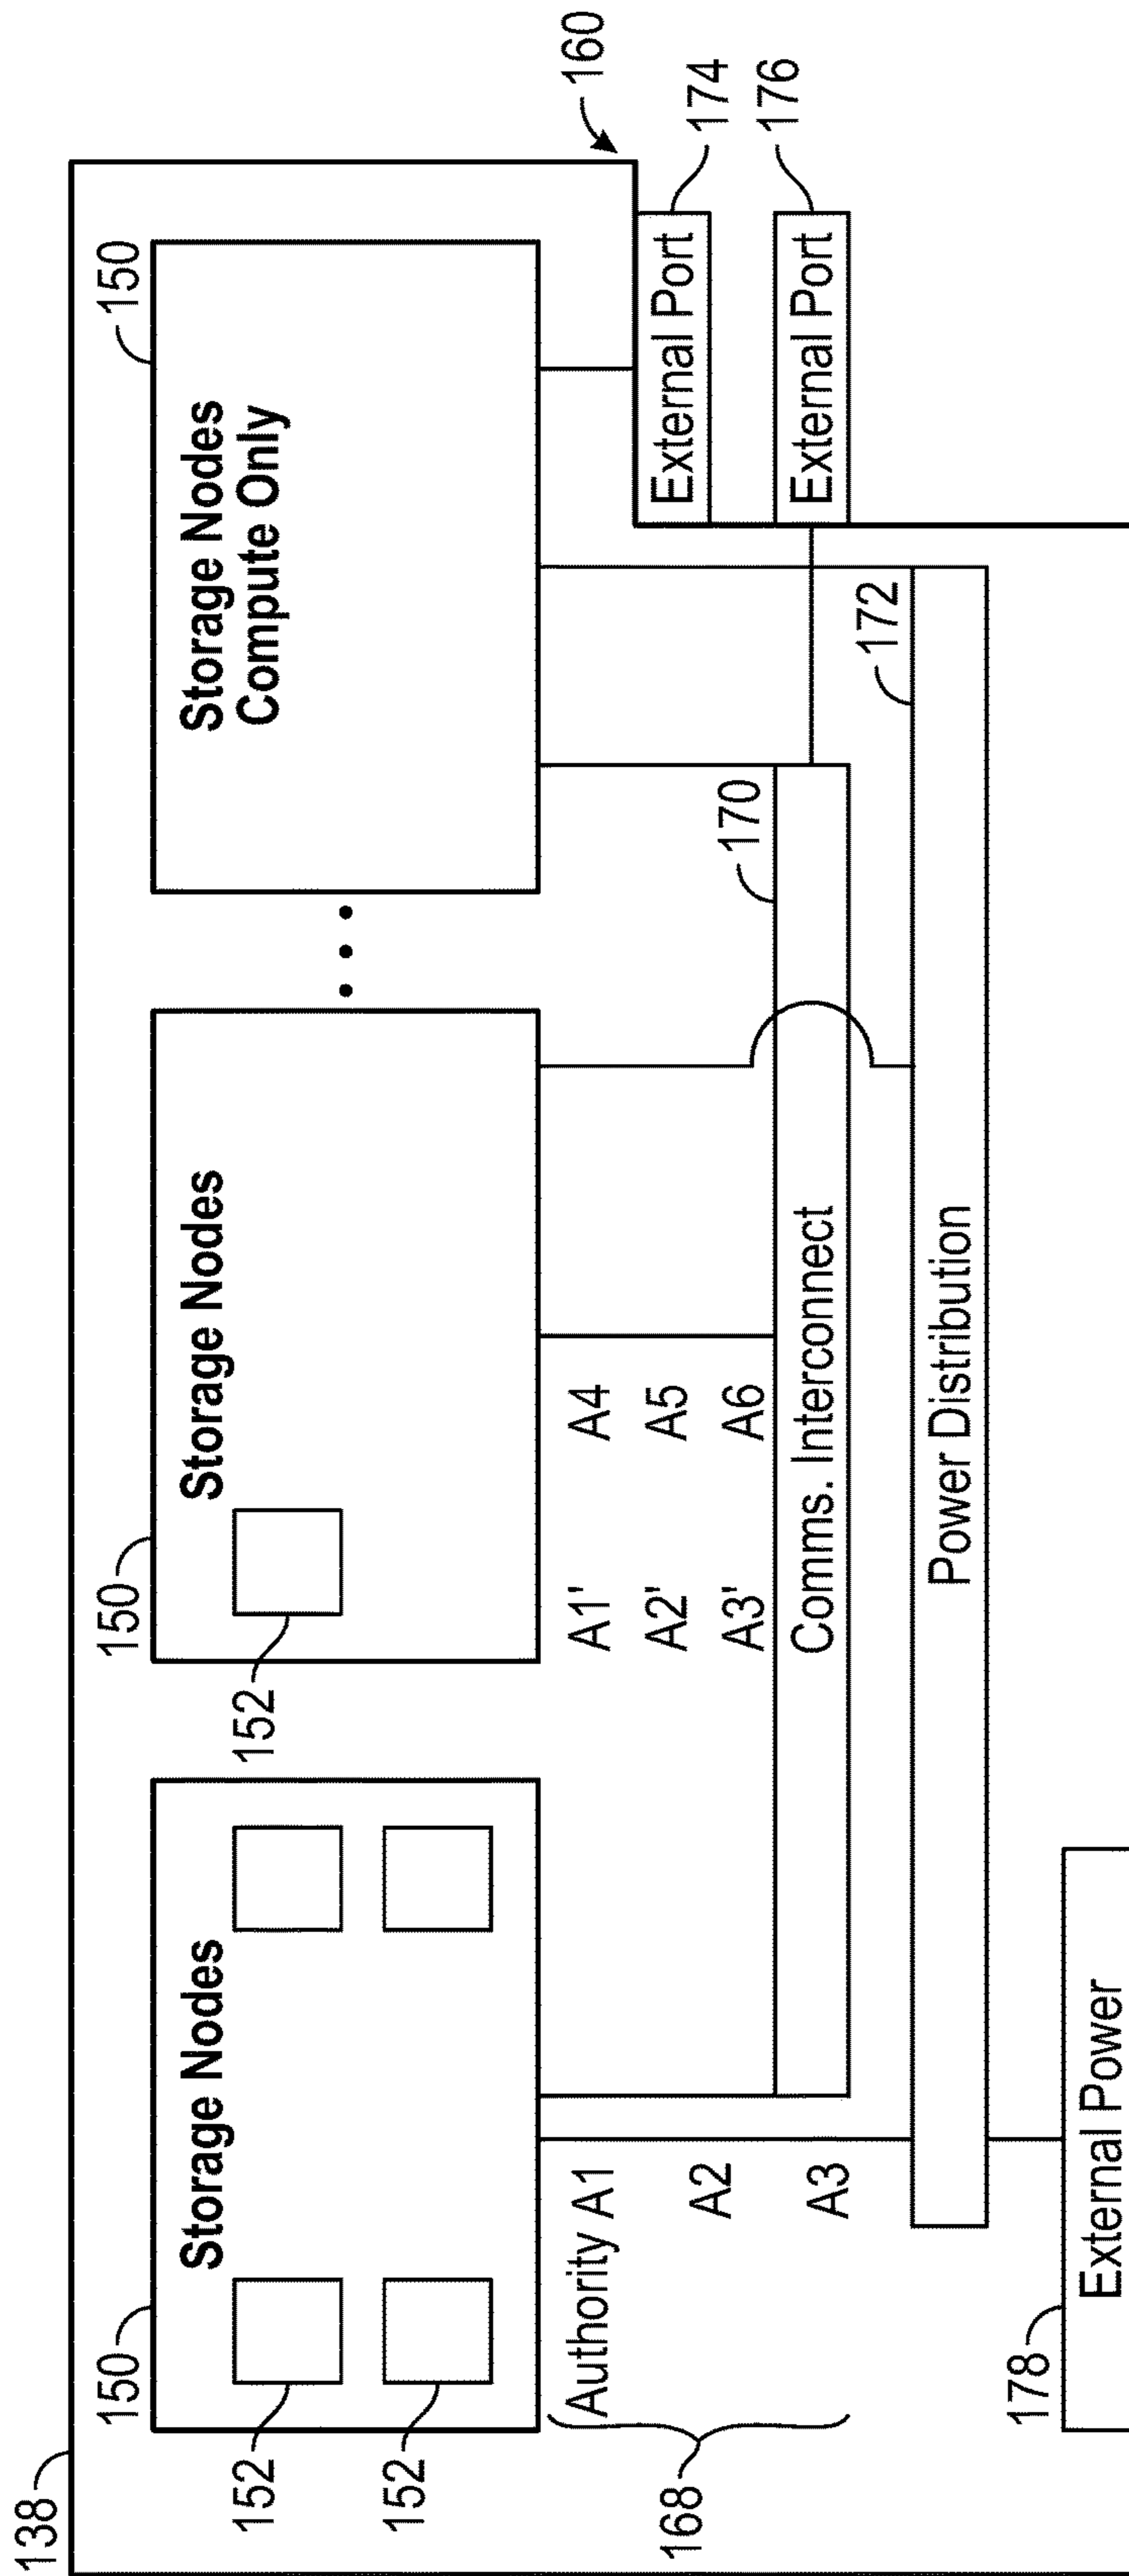 138
160
150
150
150
Storage Nodes
Storage Nodes
Storage Nodes
Compute Only
152
152
152
168
Authority A1
A2
A3
A1'
A2'
A3'
A4
A5
A6
170
Comms. Interconnect
172
Power Distribution
External Port
174
External Port
176
178
External Power